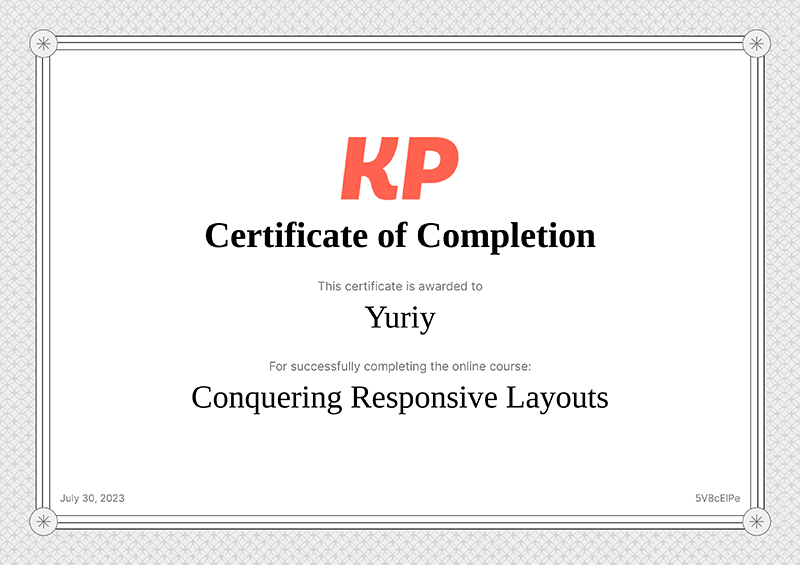 KP
Certificate of Completion
This certificate is awarded to
Yuriy
For successfully completing the online course:
Conquering Responsive Layouts
July 30, 2023
5V8cElPe